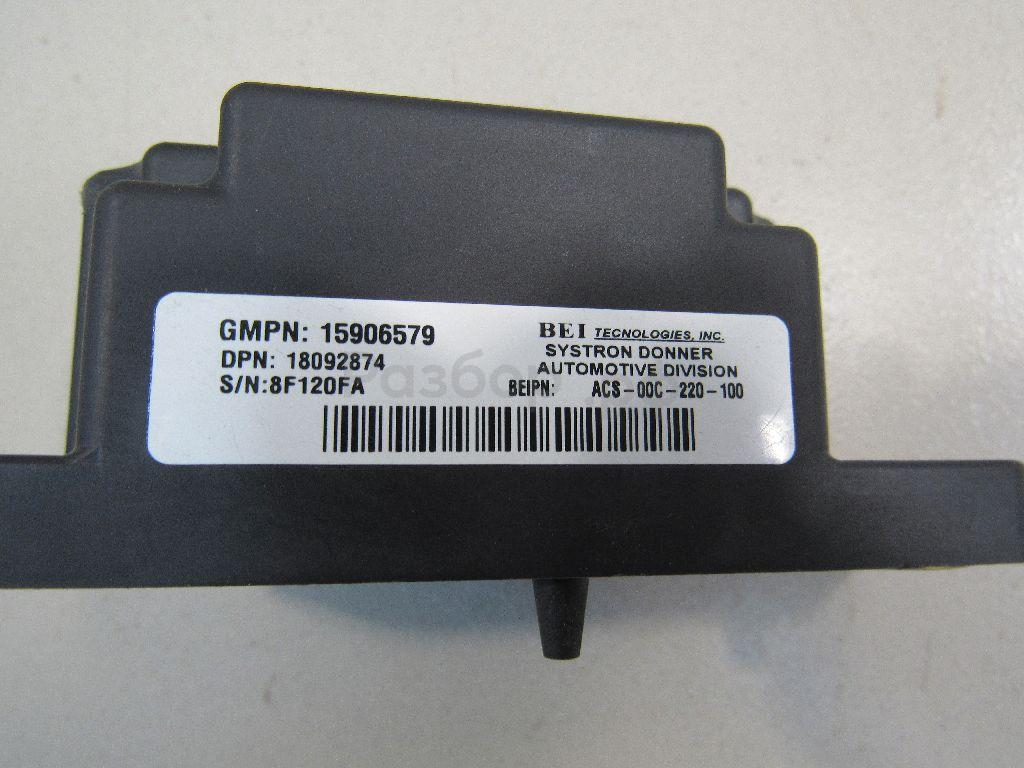 GMPN: 15906579
DPN: 18092874
S/N:8F120FA
BEI TECNOLOGIES, INC.
SYSTRON DONNER
AUTOMOTIVE DIVISION
BEIPN: ACS-00C-220-100